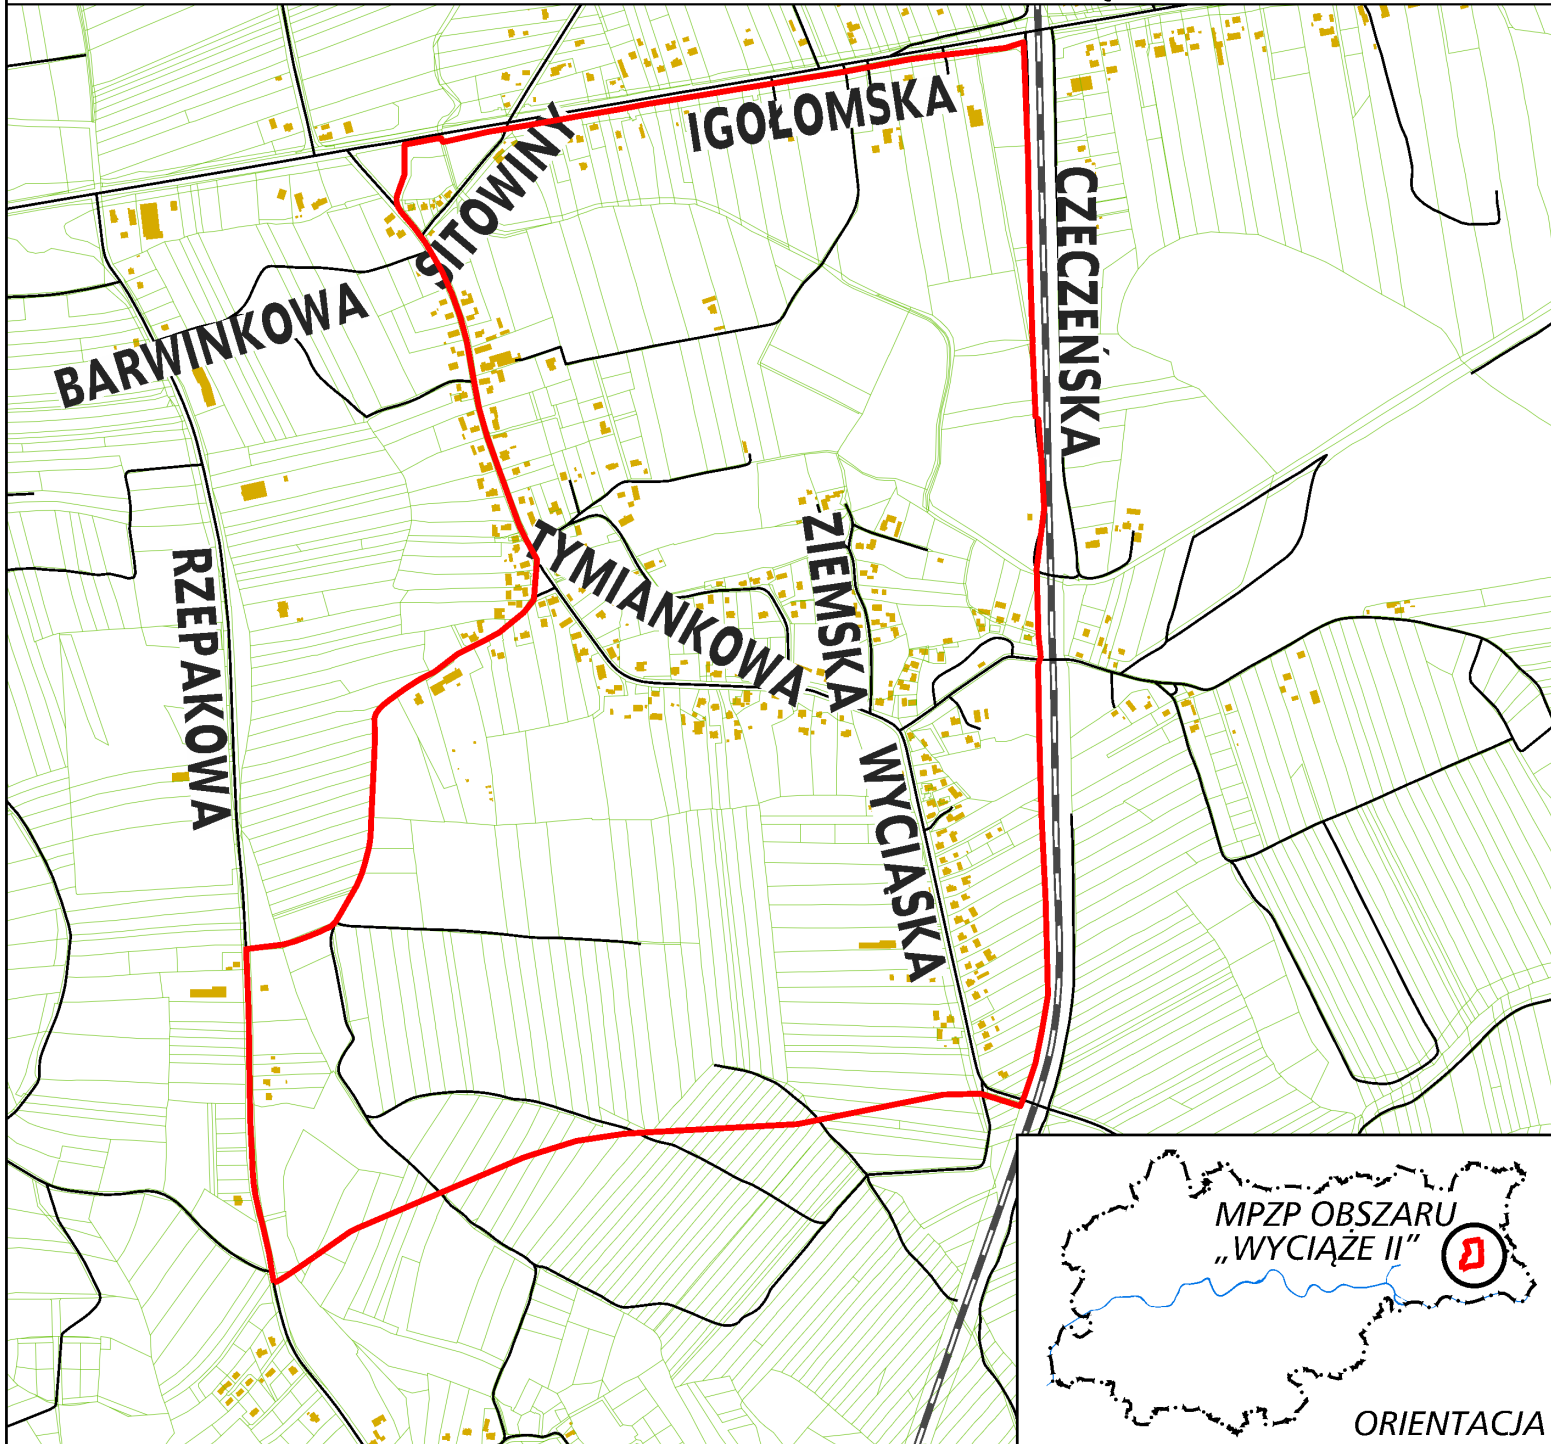 IGOŁOMSKA
SITOWINY
CZECZEŃSKA
BARWINKOWA
TYMIANKOWA
ZIEMSKA
RZEPAKOWA
WYCIĄSKA
MPZP OBSZARU
„WYCIĄŻE II”
ORIENTACJA